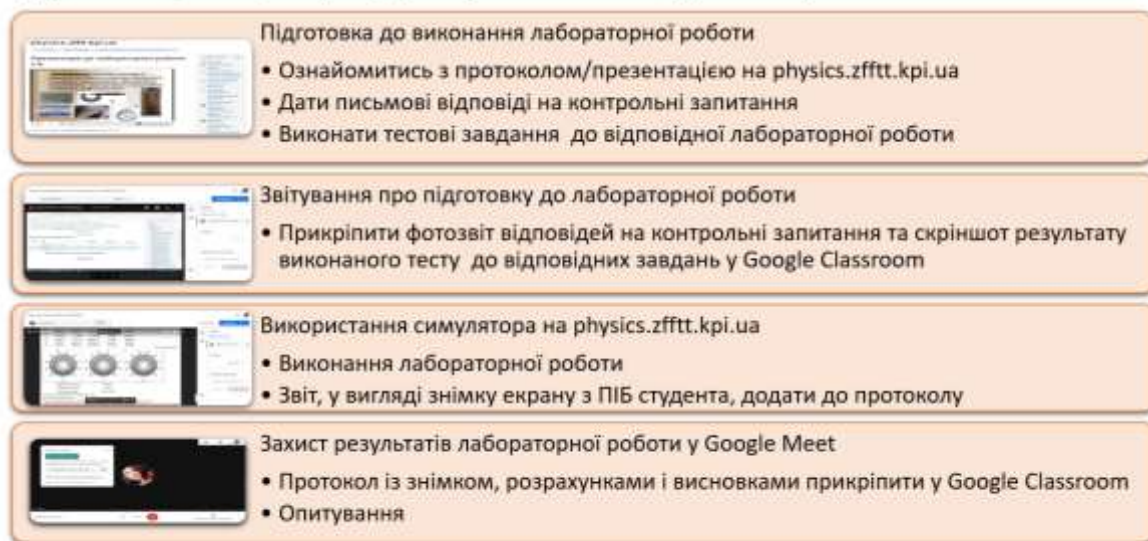 Підготовка до виконання лабораторної роботи
• Ознайомитись з протоколом/презентацією на physics.zfftt.kpi.ua
• Дати письмові відповіді на контрольні запитання
• Виконати тестові завдання до відповідної лабораторної роботи
Звітування про підготовку до лабораторної роботи
• Прикріпити фотозвіт відповідей на контрольні запитання та скріншот результату
виконаного тесту до відповідних завдань у Google Classroom
Використання симулятора на physics.zfftt.kpi.ua
• Виконання лабораторної роботи
• Звіт, у вигляді знімку екрану з ПІБ студента, додати до протоколу
Захист результатів лабораторної роботи у Google Meet
• Протокол із знімком, розрахунками і висновками прикріпити у Google Classroom
• Опитування